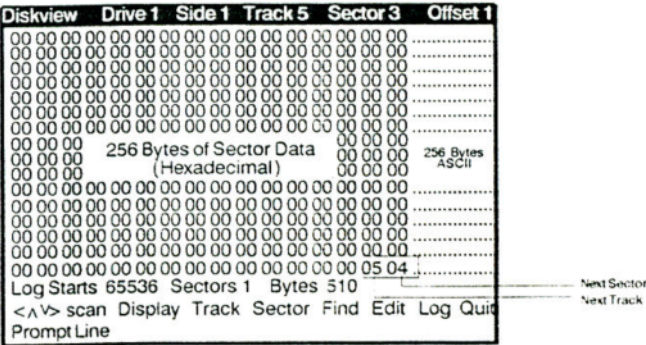 Diskview Drive 1 Side 1 Track 5 Sector 3 Offset 1
00 00 00 00 00 00 00 00 00 00 00 00 00 00 00 00 ................
00 00 00 00 00 00 00 00 00 00 00 00 00 00 00 00 ................
00 00 00 00 00 00 00 00 00 00 00 00 00 00 00 00 ................
00 00 00 00 00 00 00 00 00 00 00 00 00 00 00 00 ................
00 00 00 00 00 00 00 00 00 00 00 00 00 00 00 00 ................
00 00 00 00 00 00 00 00 00 00 00 00 00 00 00 00 ................
00 00 00 00 00 00 00 00 00 00 00 00 00 00 00 00 ................
00 00 00 00 00 00
00 00 00 256 Bytes of Sector Data 00 00 00 256 Bytes
00 00 00 (Hexadecimal) 00 00 00 ASCII
00 00 00 00 00 00 00 00 00 00 00 00 00 00 00 00 ................
00 00 00 00 00 00 00 00 00 00 00 00 00 00 00 00 ................
00 00 00 00 00 00 00 00 00 00 00 00 00 00 00 00 ................
00 00 00 00 00 00 00 00 00 00 00 00 00 00 00 00 ................
00 00 00 00 00 00 00 00 00 00 00 00 00 00 00 00 ................
00 00 00 00 00 00 00 00 00 00 00 00 00 00 05 04 ................
Log Starts 65536 Sectors 1 Bytes 510
Next Sector
Next Track
<∧∨> scan Display Track Sector Find Edit Log Quit
Prompt Line